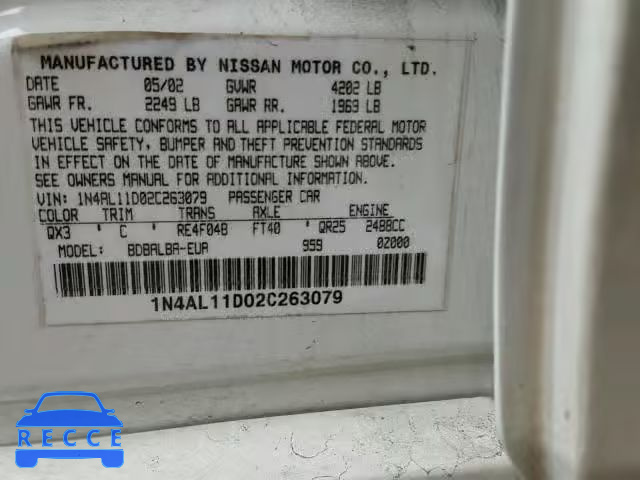 MANUFACTURED BY NISSAN MOTOR CO., LTD.
DATE 05/02 GVWR 4202 LB
GAWR FR. 2249 LB GAWR RR. 1969 LB
THIS VEHICLE CONFORMS TO ALL APPLICABLE FEDERAL MOTOR
VEHICLE SAFETY, BUMPER AND THEFT PREVENTION STANDARDS
IN EFFECT ON THE DATE OF MANUFACTURE SHOWN ABOVE.
SEE OWNERS MANUAL FOR ADDITIONAL INFORMATION.
VIN: 1N4AL11D02C263079 PASSENGER CAR
COLOR TRIM TRANS AXLE ENGINE
QX3 ' C ' RE4F04B FT40 ' QR25 2488CC
MODEL: BDBALBA-EUA 959 02000
1N4AL11D02C263079
RECCE